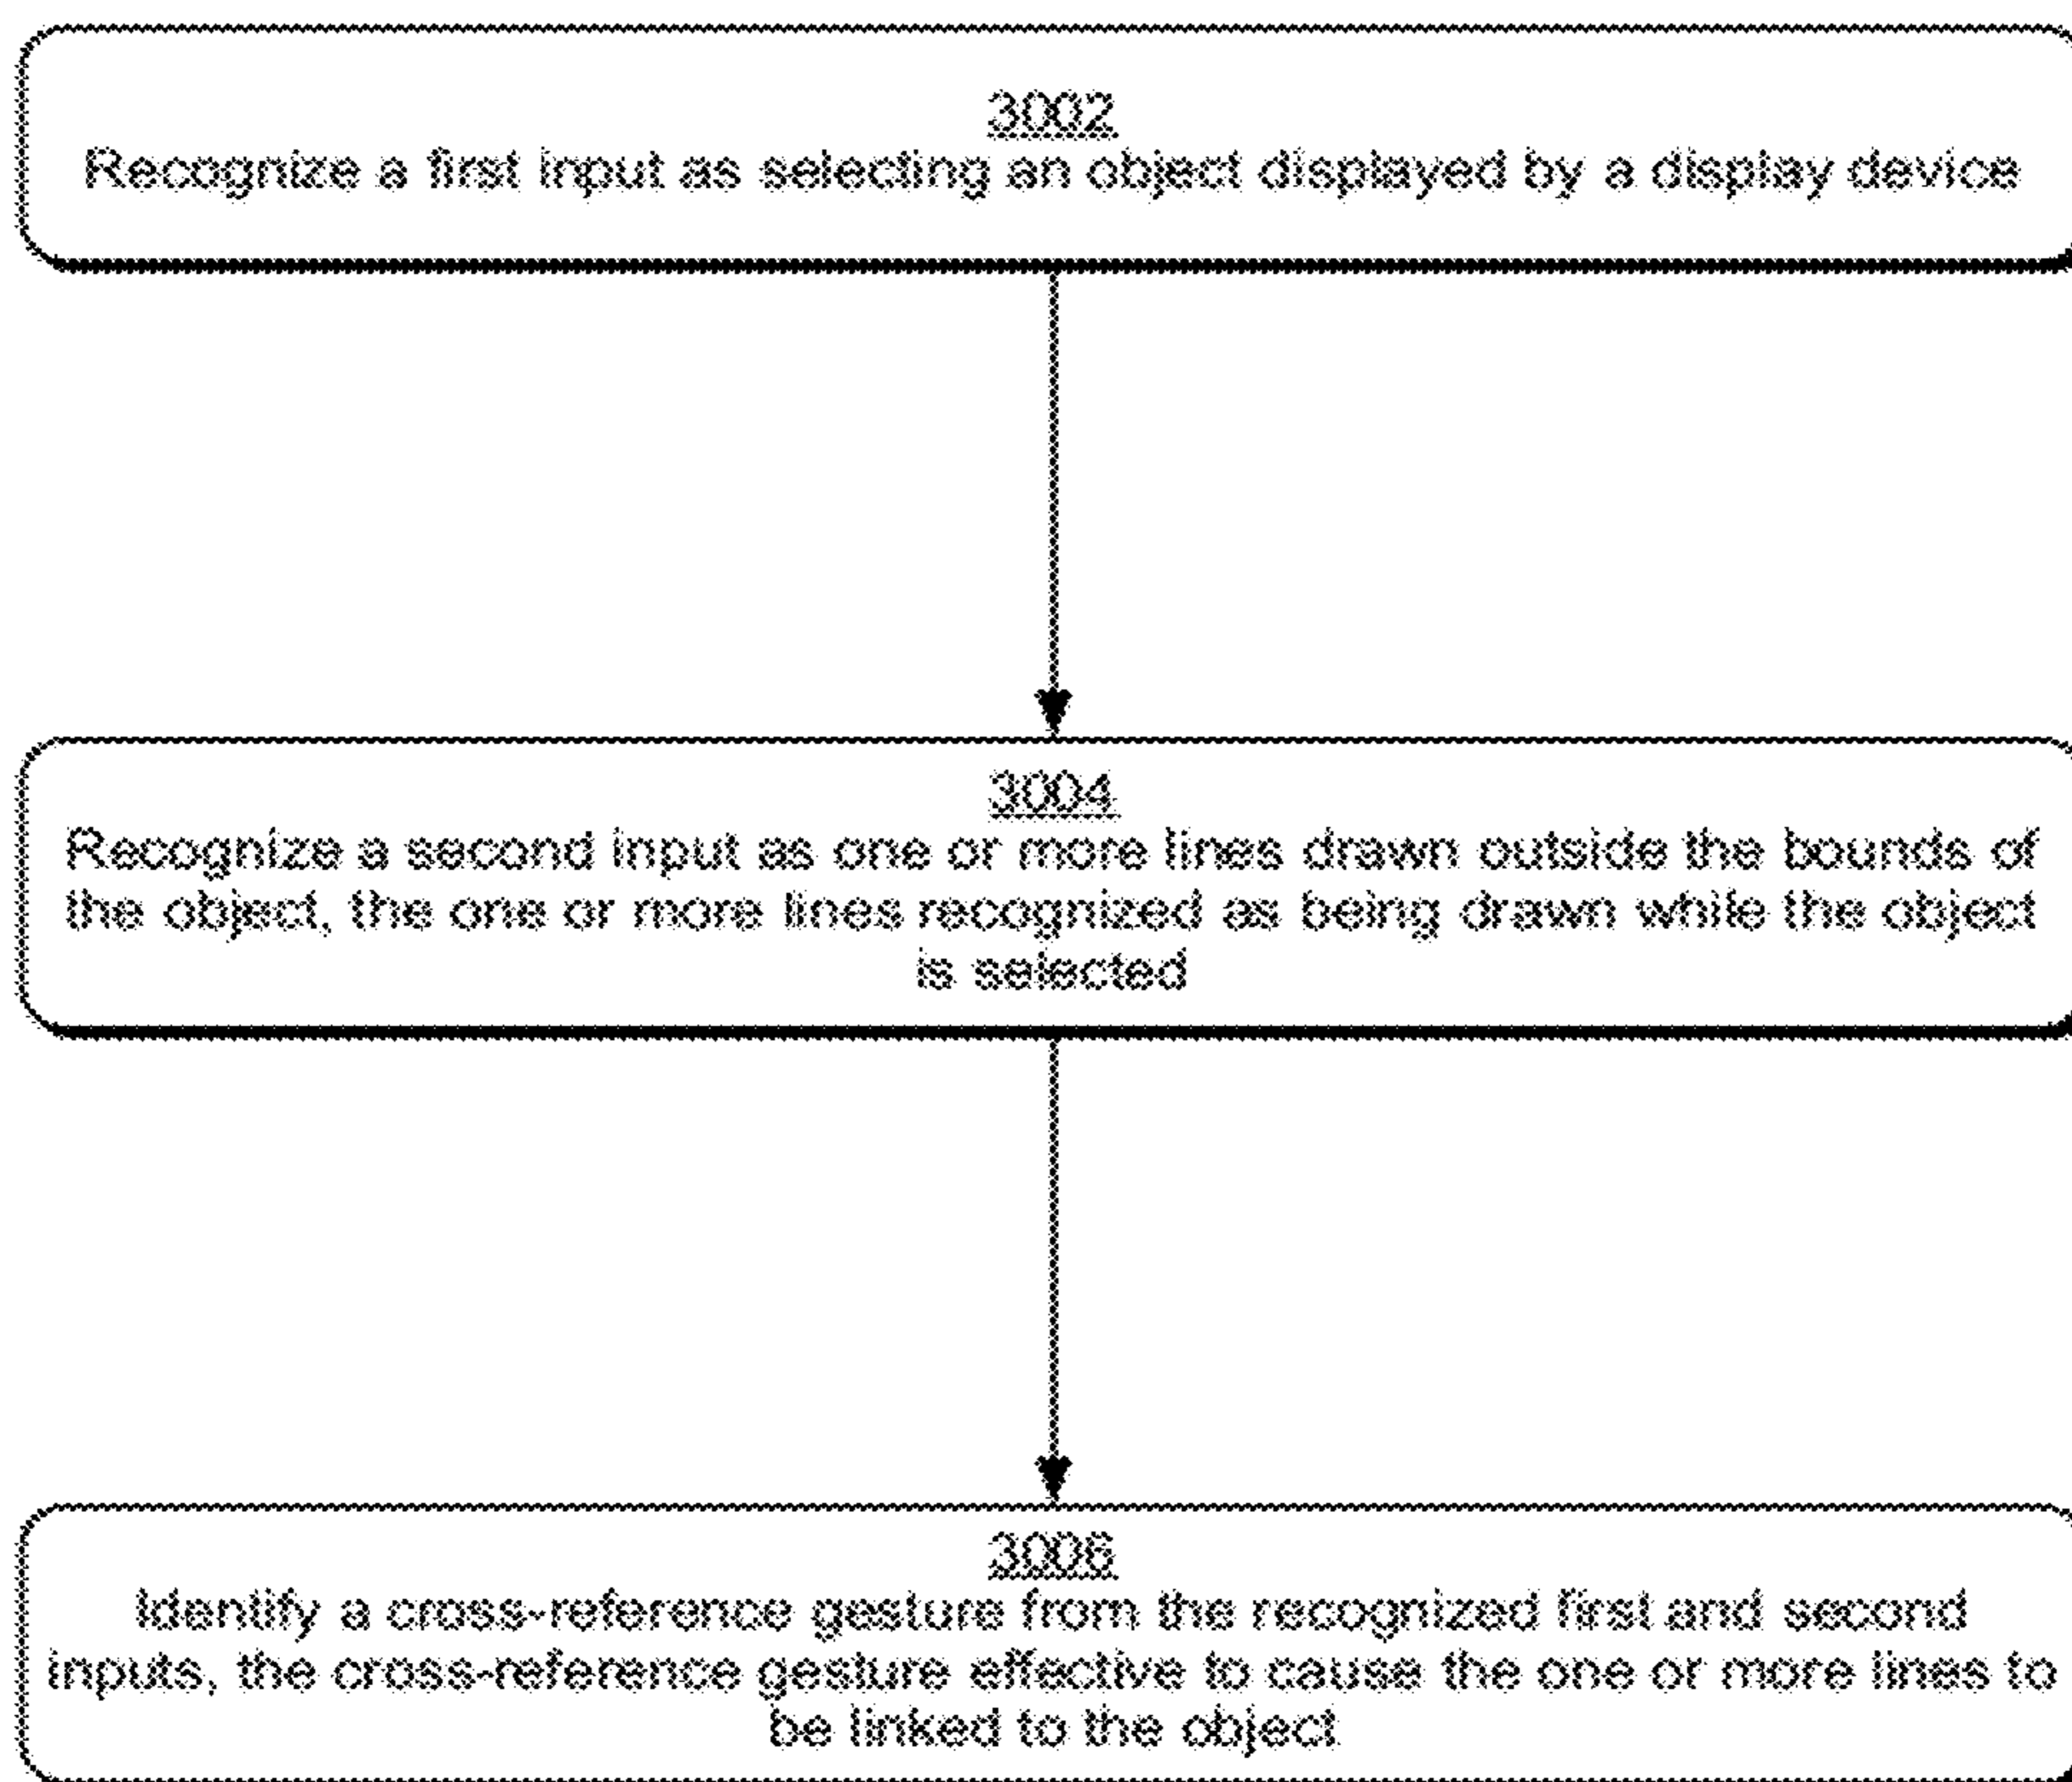 3002
Recognize a first input as selecting an object displayed by a display device
3004
Recognize a second input as one or more lines drawn outside the bounds of
the object, the one or more lines recognized as being drawn while the object
is selected
3006
Identify a cross-reference gesture from the recognized first and second
inputs, the cross-reference gesture effective to cause the one or more lines to
be linked to the object